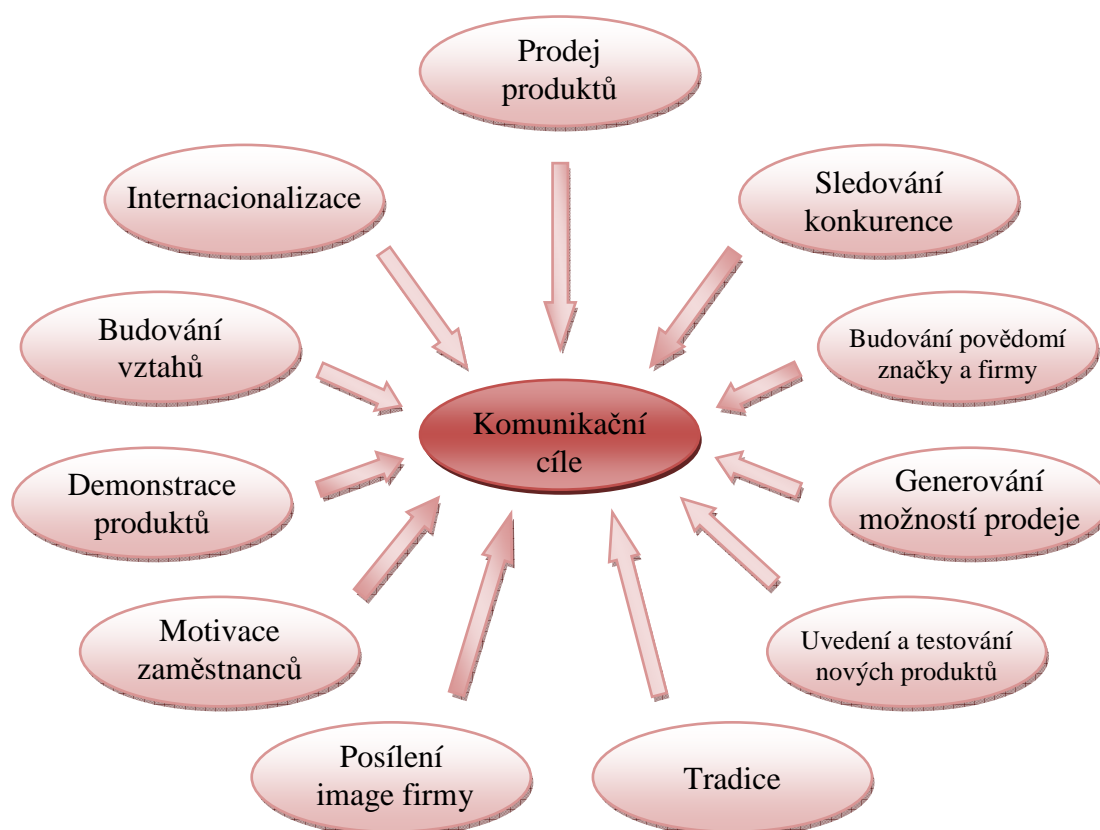 Prodej
produktů
Internacionalizace
Sledování
konkurence
Budování
vztahů
Budování povědomí
značky a firmy
Komunikační
cíle
Demonstrace
produktů
Generování
možností prodeje
Motivace
zaměstnanců
Uvedení a testování
nových produktů
Posílení
image firmy
Tradice